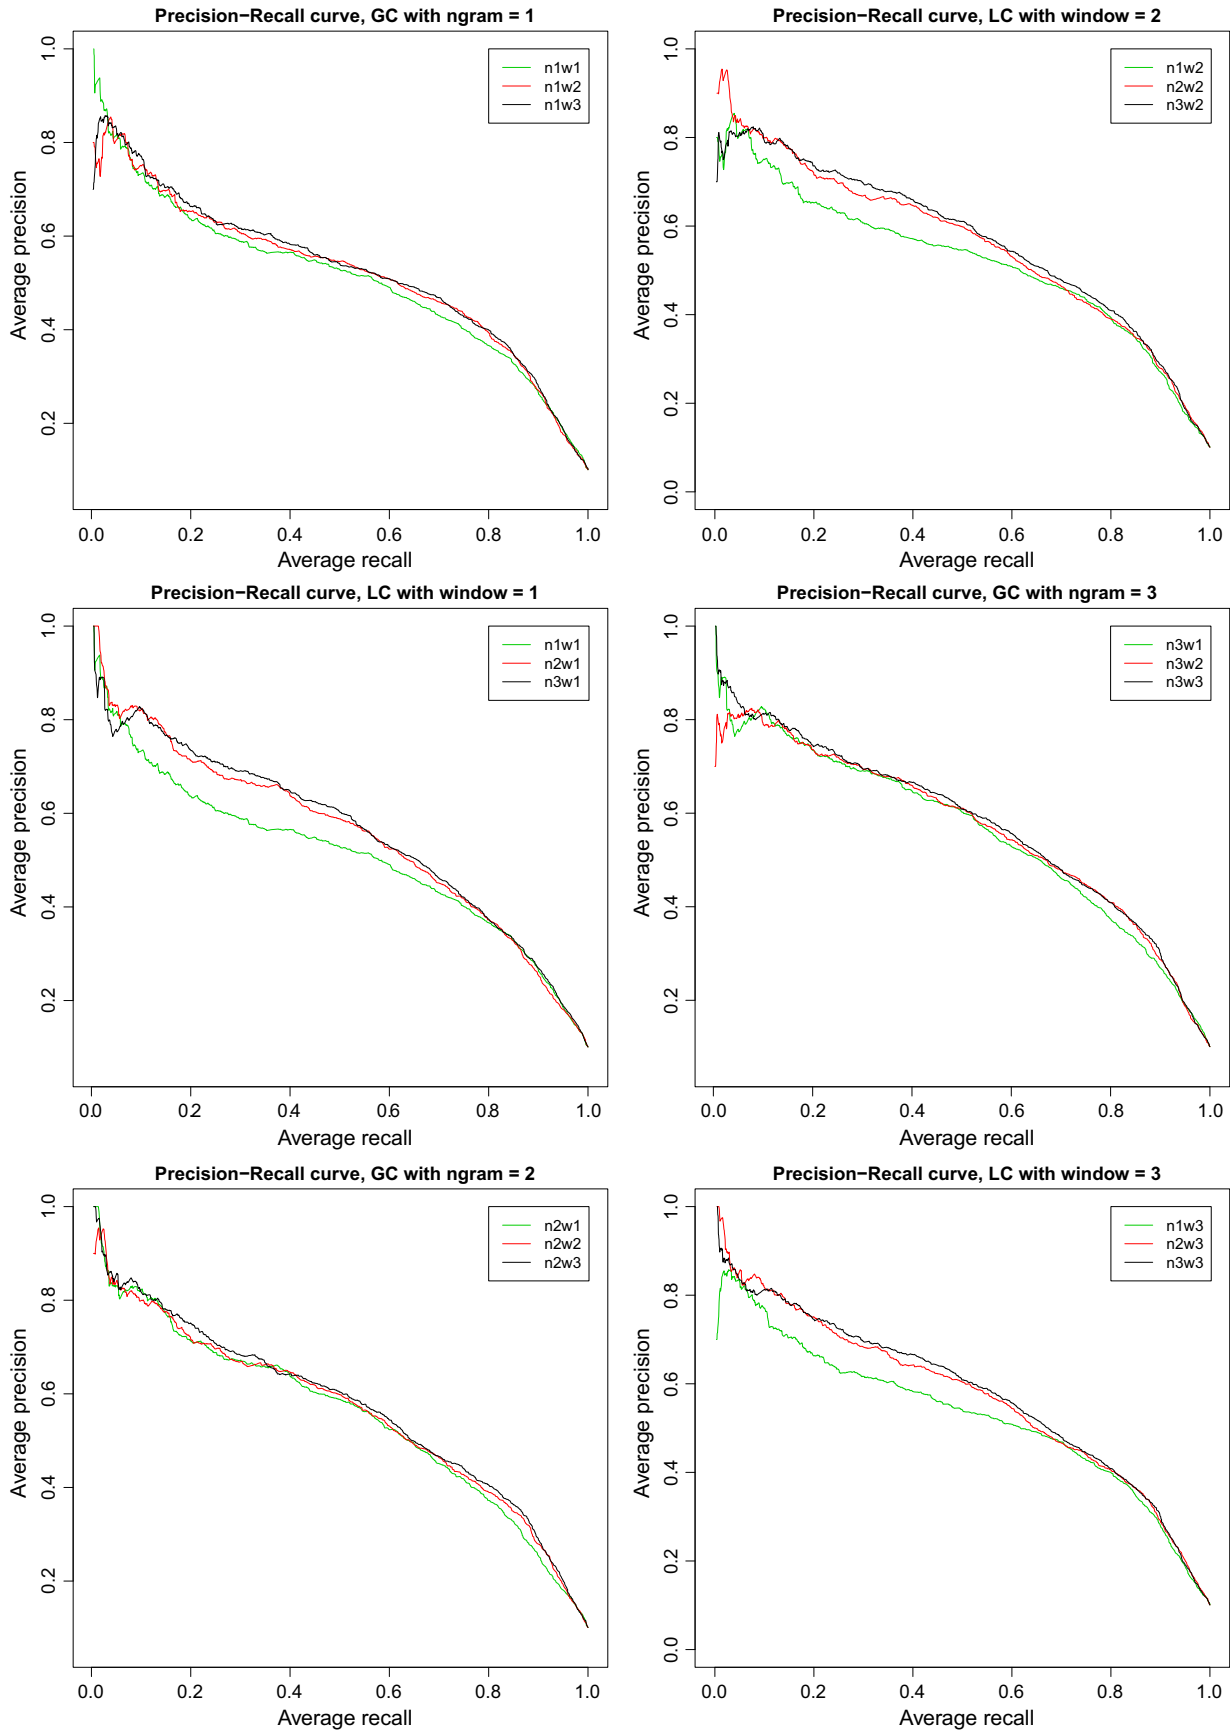 Precision−Recall curve, GC with ngram = 1
Average precision
1.0
0.8
0.6
0.4
0.2
n1w1
n1w2
n1w3
0.0 0.2 0.4 0.6 0.8 1.0
Average recall
Precision−Recall curve, LC with window = 2
Average precision
1.0
0.8
0.6
0.4
0.2
0.0
n1w2
n2w2
n3w2
0.0 0.2 0.4 0.6 0.8 1.0
Average recall
Precision−Recall curve, LC with window = 1
Average precision
1.0
0.8
0.6
0.4
0.2
n1w1
n2w1
n3w1
0.0 0.2 0.4 0.6 0.8 1.0
Average recall
Precision−Recall curve, GC with ngram = 3
Average precision
1.0
0.8
0.6
0.4
0.2
n3w1
n3w2
n3w3
0.0 0.2 0.4 0.6 0.8 1.0
Average recall
Precision−Recall curve, GC with ngram = 2
Average precision
1.0
0.8
0.6
0.4
0.2
n2w1
n2w2
n2w3
0.0 0.2 0.4 0.6 0.8 1.0
Average recall
Precision−Recall curve, LC with window = 3
Average precision
1.0
0.8
0.6
0.4
0.2
0.0
n1w3
n2w3
n3w3
0.0 0.2 0.4 0.6 0.8 1.0
Average recall